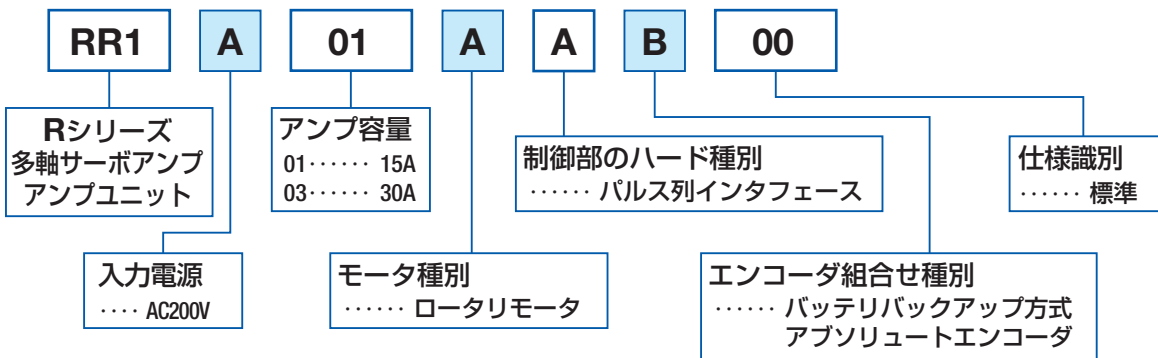 RR1 A 01 A A B 00
Rシリーズ
多軸サーボアンプ
アンプユニット
アンプ容量
01‥‥‥ 15A
03‥‥‥ 30A
制御部のハード種別
‥‥‥ パルス列インタフェース
仕様識別
‥‥‥ 標準
入力電源
‥‥ AC200V
モータ種別
‥‥‥ ロータリモータ
エンコーダ組合せ種別
‥‥‥ バッテリバックアップ方式
アブソリュートエンコーダ